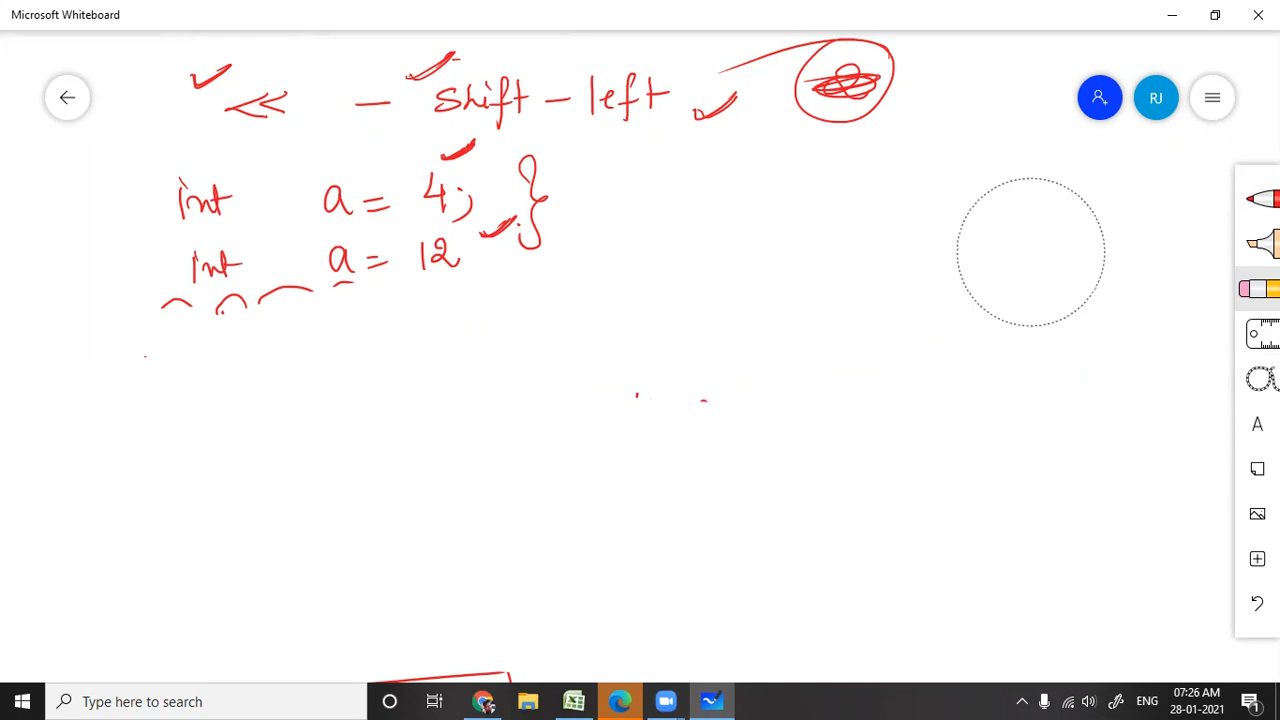 Microsoft Whiteboard
<< - shift - left
RJ
int a = 4;
int a = 12
A
Type here to search
ENG
07:26 AM
28-01-2021
1